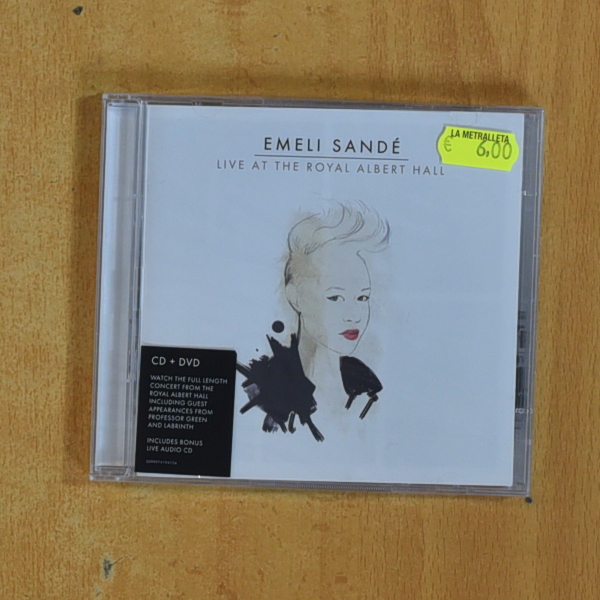 EMELI SANDÉ
LIVE AT THE ROYAL ALBERT HALL
LA METRALLETA
€ 6,00
CD + DVD
WATCH THE FULL LENGTH
CONCERT FROM THE
ROYAL ALBERT HALL
INCLUDING GUEST
APPEARANCES FROM
PROFESSOR GREEN
AND LABRINTH
INCLUDES BONUS
LIVE AUDIO CD